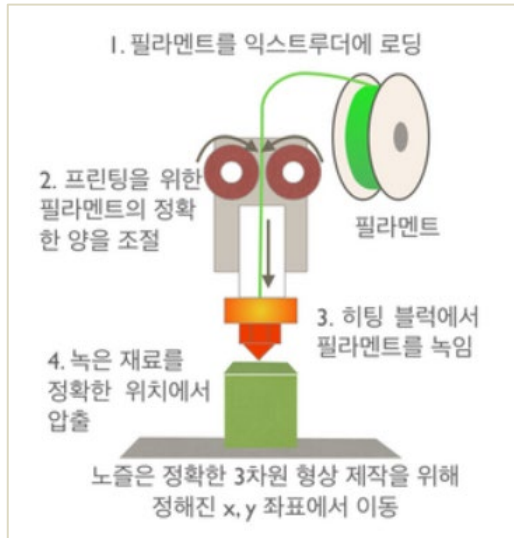 1. 필라멘트를 익스트루더에 로딩
2. 프린팅을 위한
필라멘트의 정확
한 양을 조절
필라멘트
3. 히팅 블럭에서
필라멘트를 녹임
4. 녹은 재료를
정확한 위치에서
압출
노즐은 정확한 3차원 형상 제작을 위해
정해진 x, y 좌표에서 이동